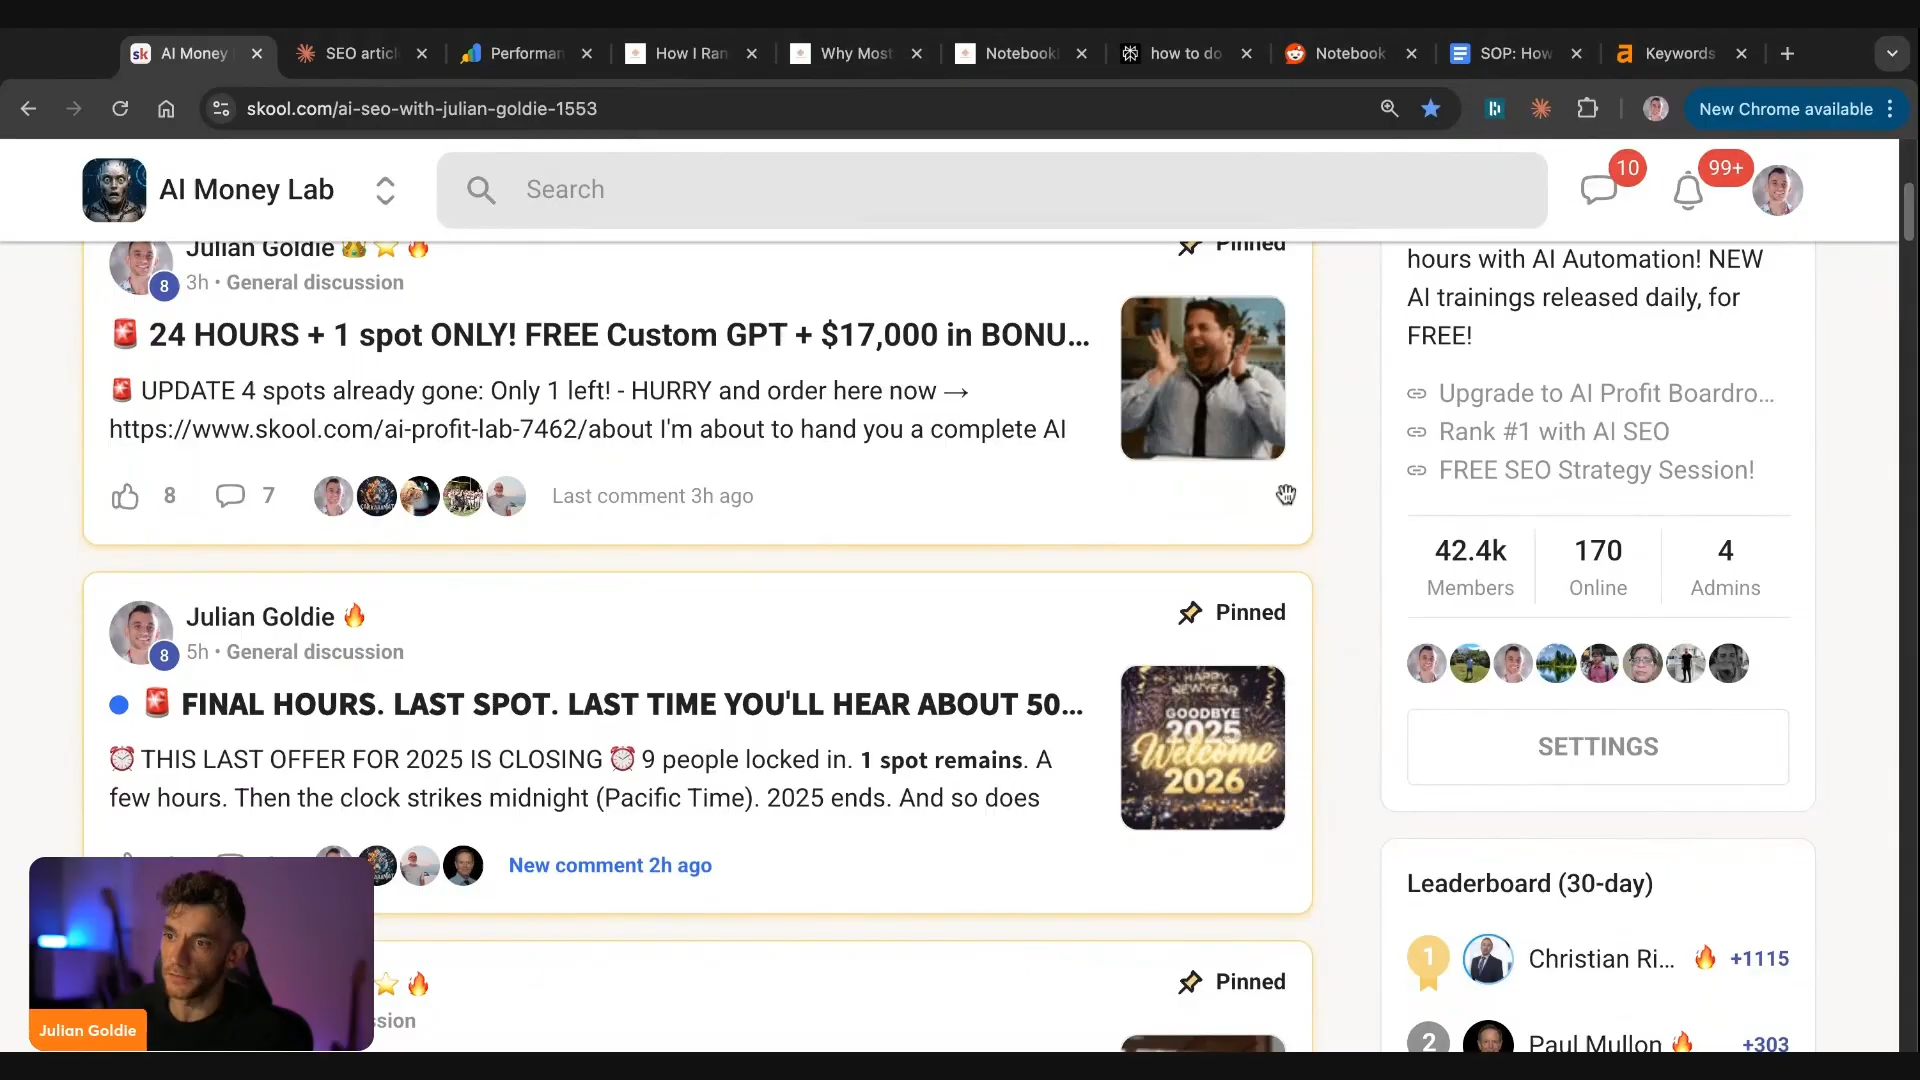 AI Money
SEO artic
Performan
How I Ran
Why Most
Notebook
how to do
Notebook
SOP: How
Keywords
skool.com/ai-seo-with-julian-goldie-1553
New Chrome available
AI Money Lab
Search
10
99+
Julian Goldie 👑 ⭐ 🔥
Pinned
8
3h • General discussion
🚨 24 HOURS + 1 spot ONLY! FREE Custom GPT + $17,000 in BONU...
🚨 UPDATE 4 spots already gone: Only 1 left! - HURRY and order here now →
https://www.skool.com/ai-profit-lab-7462/about I'm about to hand you a complete AI
8
7
Last comment 3h ago
Julian Goldie 🔥
Pinned
8
5h • General discussion
🚨 FINAL HOURS. LAST SPOT. LAST TIME YOU'LL HEAR ABOUT 50...
⏰ THIS LAST OFFER FOR 2025 IS CLOSING ⏰ 9 people locked in. 1 spot remains. A
few hours. Then the clock strikes midnight (Pacific Time). 2025 ends. And so does
HAPPY
NEW YEAR
GOODBYE
2025
Welcome
2026
New comment 2h ago
⭐ 🔥
Pinned
ssion
Julian Goldie
hours with AI Automation! NEW
AI trainings released daily, for
FREE!
Upgrade to AI Profit Boardro...
Rank #1 with AI SEO
FREE SEO Strategy Session!
42.4k
Members
170
Online
4
Admins
SETTINGS
Leaderboard (30-day)
1
Christian Ri... 🔥 +1115
2
Paul Mullon 🔥 +303